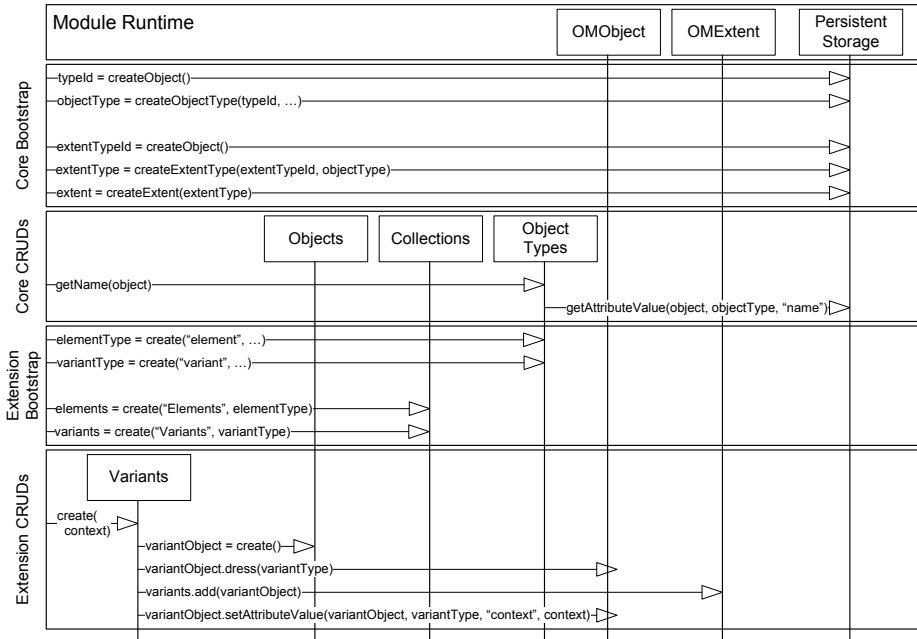 Module Runtime
OMObject
OMExtent
Persistent
Storage
Core Bootstrap
typeId = createObject()
objectType = createObjectType(typeId, …)
extentTypeId = createObject()
extentType = createExtentType(extentTypeId, objectType)
extent = createExtent(extentType)
Core CRUDs
Objects
Collections
Object
Types
getName(object)
getAttributeValue(object, objectType, “name”)
Extension
Bootstrap
elementType = create(“element”, …)
variantType = create(“variant”, …)
elements = create(“Elements”, elementType)
variants = create(“Variants”, variantType)
Extension CRUDs
Variants
create(
context)
variantObject = create()
variantObject.dress(variantType)
variants.add(variantObject)
variantObject.setAttributeValue(variantObject, variantType, “context”, context)